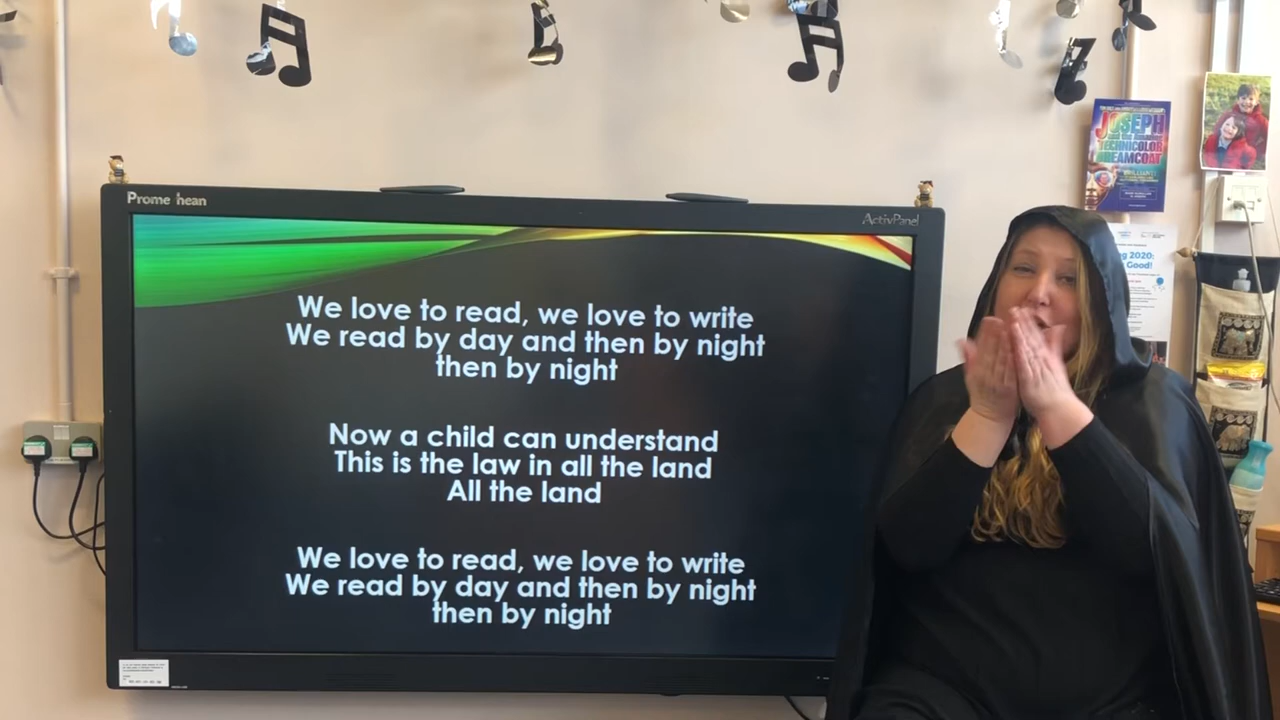 Promethean
ActivPanel
We love to read, we love to write
We read by day and then by night
then by night
Now a child can understand
This is the law in all the land
All the land
We love to read, we love to write
We read by day and then by night
then by night
JOSEPH
TECHNICOLOR
DREAMCOAT
2020:
Good!